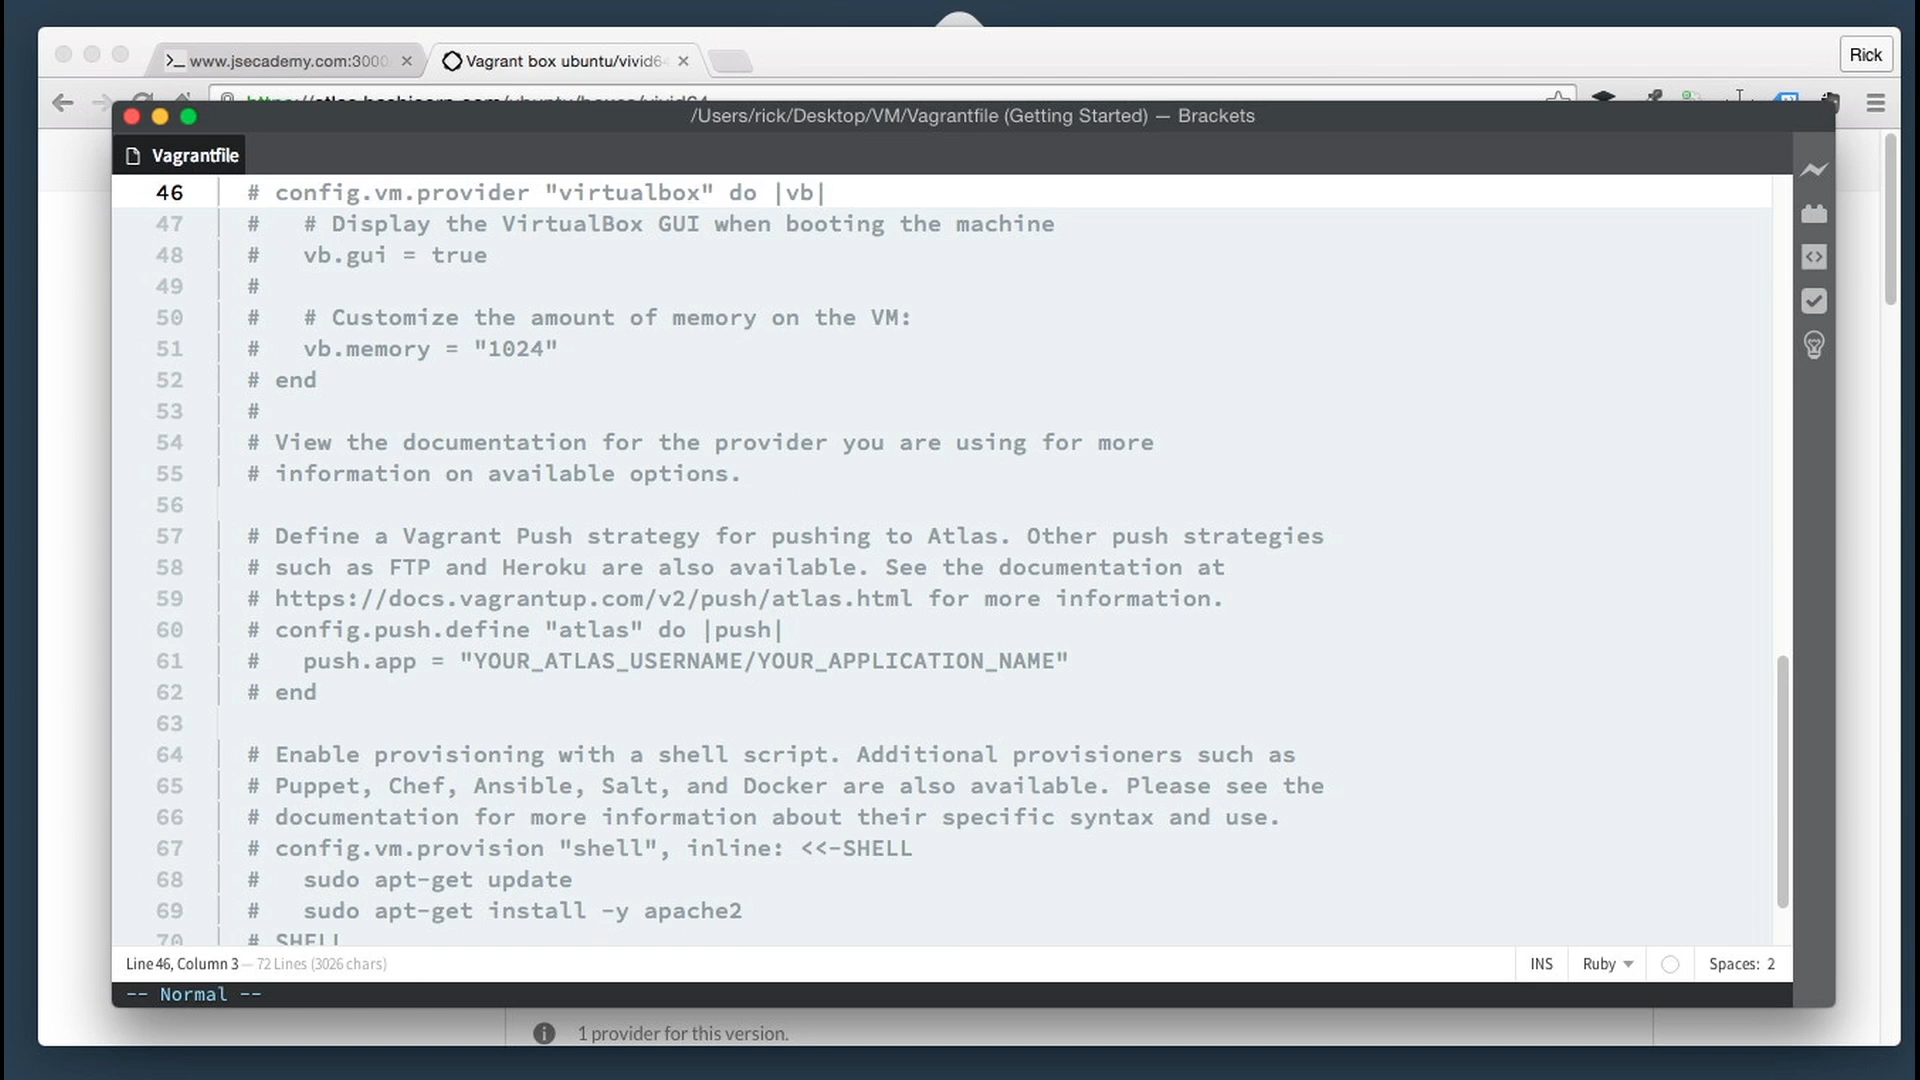 >_ www.jsecademy.com:3000
Vagrant box ubuntu/vivid64
Rick
https://atlas.hashicorp.com/ubuntu/boxes/vivid64
/Users/rick/Desktop/VM/Vagrantfile (Getting Started) — Brackets
Vagrantfile
46 # config.vm.provider "virtualbox" do |vb|
47 #   # Display the VirtualBox GUI when booting the machine
48 #   vb.gui = true
49 #
50 #   # Customize the amount of memory on the VM:
51 #   vb.memory = "1024"
52 # end
53 #
54 # View the documentation for the provider you are using for more
55 # information on available options.
56
57 # Define a Vagrant Push strategy for pushing to Atlas. Other push strategies
58 # such as FTP and Heroku are also available. See the documentation at
59 # https://docs.vagrantup.com/v2/push/atlas.html for more information.
60 # config.push.define "atlas" do |push|
61 #   push.app = "YOUR_ATLAS_USERNAME/YOUR_APPLICATION_NAME"
62 # end
63
64 # Enable provisioning with a shell script. Additional provisioners such as
65 # Puppet, Chef, Ansible, Salt, and Docker are also available. Please see the
66 # documentation for more information about their specific syntax and use.
67 # config.vm.provision "shell", inline: <<-SHELL
68 #   sudo apt-get update
69 #   sudo apt-get install -y apache2
70 # SHELL
Line 46, Column 3 — 72 Lines (3026 chars)
INS
Ruby
Spaces: 2
-- Normal --
1 provider for this version.